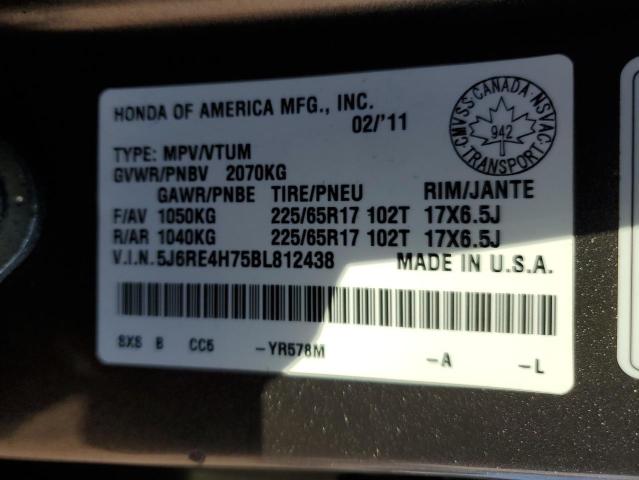 HONDA OF AMERICA MFG., INC.
02/'11
TYPE: MPV/VTUM
GVWR/PNBV 2070KG
GAWR/PNBE TIRE/PNEU RIM/JANTE
F/AV 1050KG 225/65R17 102T 17X6.5J
R/AR 1040KG 225/65R17 102T 17X6.5J
V.I.N. 5J6RE4H75BL812438 MADE IN U.S.A.
SXS B CC5 -YR578M -A -L
CMVSS·CANADA·NSVAC·TRANSPORT·
942